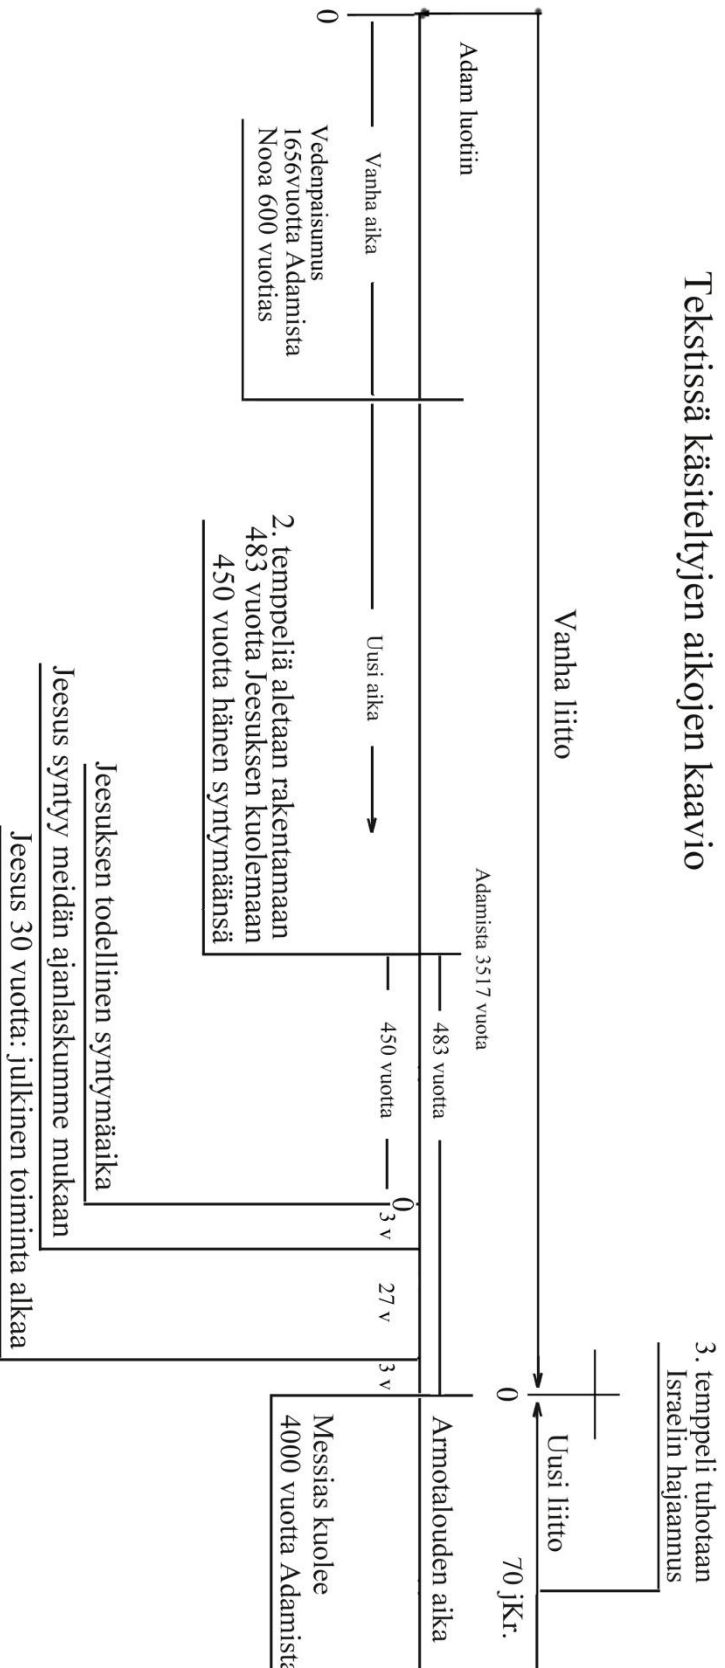 Tekstissä käsiteltyjen aikojen kaavio
3. temppeli tuhotaan
Israelin hajaannus
Vanha liitto
Uusi liitto
70 jKr.
0
Adamista 3517 vuota
Adam luotiin
483 vuotta
Armotalouden aika
0
Vanha aika
Uusi aika
450 vuotta
0
3 v
27 v
3 v
Vedenpaisumus
1656vuotta Adamista
Nooa 600 vuotias
2. temppeliä aletaan rakentamaan
483 vuotta Jeesuksen kuolemaan
450 vuotta hänen syntymäänsä
Messias kuolee
4000 vuotta Adamista
Jeesuksen todellinen syntymäaika
Jeesus syntyy meidän ajanlaskumme mukaan
Jeesus 30 vuotta: julkinen toiminta alkaa